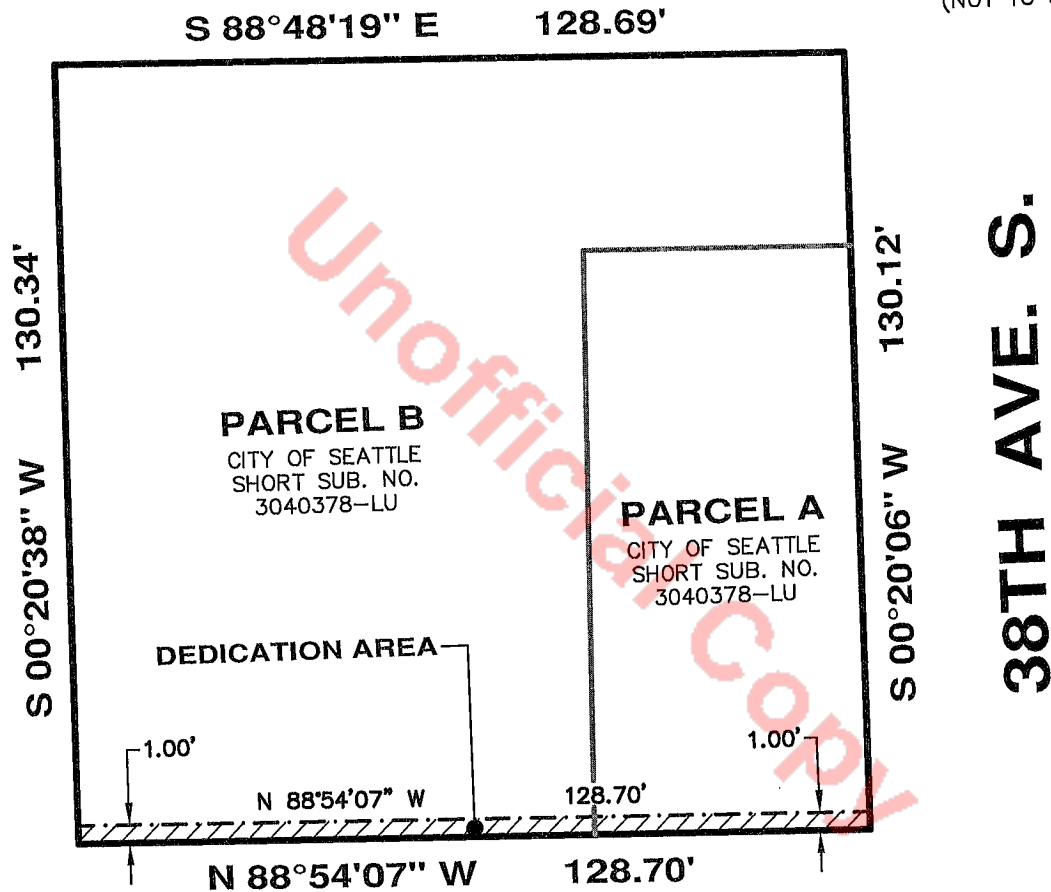 (NOT TO
S 88°48'19" E 128.69'
130.34'
S 00°20'38" W
130.12'
S 00°20'06" W
38TH AVE. S.
PARCEL B
CITY OF SEATTLE
SHORT SUB. NO.
3040378-LU
PARCEL A
CITY OF SEATTLE
SHORT SUB. NO.
3040378-LU
DEDICATION AREA
1.00'
1.00'
N 88°54'07" W 128.70'
N 88°54'07" W 128.70'
Unofficial Copy